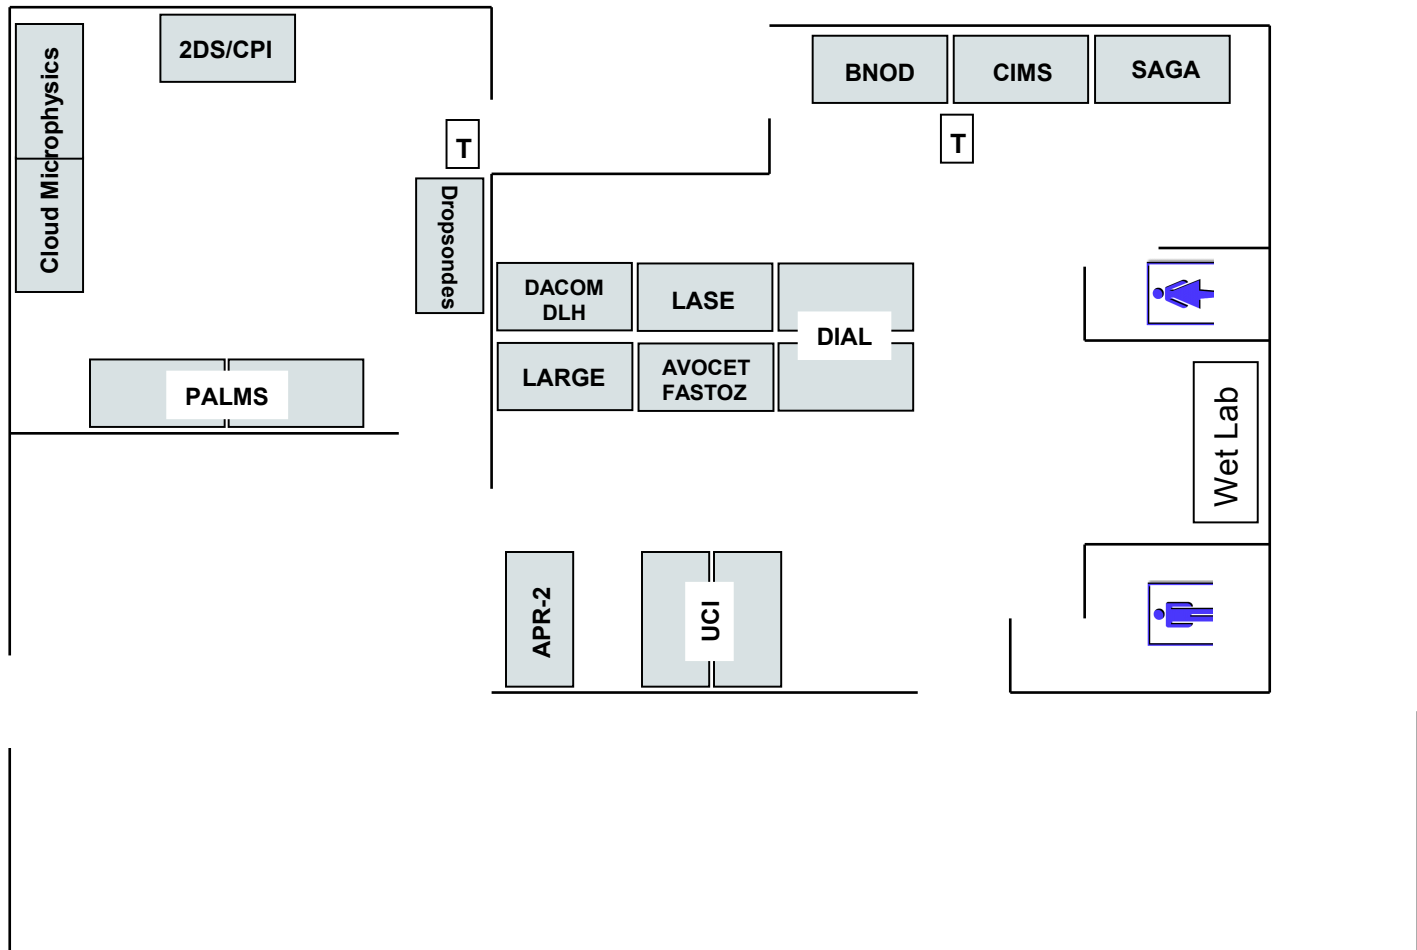 Cloud Microphysics
2DS/CPI
T
Dropsondes
PALMS
BNOD
CIMS
SAGA
T
DACOM
DLH
LASE
DIAL
LARGE
AVOCET
FASTOZ
Wet Lab
APR-2
UCI